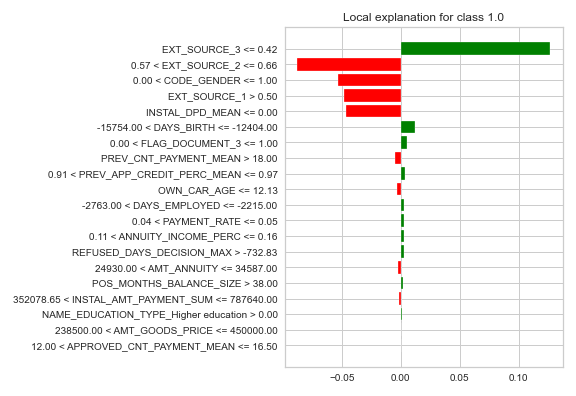 Local explanation for class 1.0
EXT_SOURCE_3 <= 0.42
0.57 < EXT_SOURCE_2 <= 0.66
0.00 < CODE_GENDER <= 1.00
EXT_SOURCE_1 > 0.50
INSTAL_DPD_MEAN <= 0.00
-15754.00 < DAYS_BIRTH <= -12404.00
0.00 < FLAG_DOCUMENT_3 <= 1.00
PREV_CNT_PAYMENT_MEAN > 18.00
0.91 < PREV_APP_CREDIT_PERC_MEAN <= 0.97
OWN_CAR_AGE <= 12.13
-2763.00 < DAYS_EMPLOYED <= -2215.00
0.04 < PAYMENT_RATE <= 0.05
0.11 < ANNUITY_INCOME_PERC <= 0.16
REFUSED_DAYS_DECISION_MAX > -732.83
24930.00 < AMT_ANNUITY <= 34587.00
POS_MONTHS_BALANCE_SIZE > 38.00
352078.65 < INSTAL_AMT_PAYMENT_SUM <= 787640.00
NAME_EDUCATION_TYPE_Higher education > 0.00
238500.00 < AMT_GOODS_PRICE <= 450000.00
12.00 < APPROVED_CNT_PAYMENT_MEAN <= 16.50
−0.05 0.00 0.05 0.10